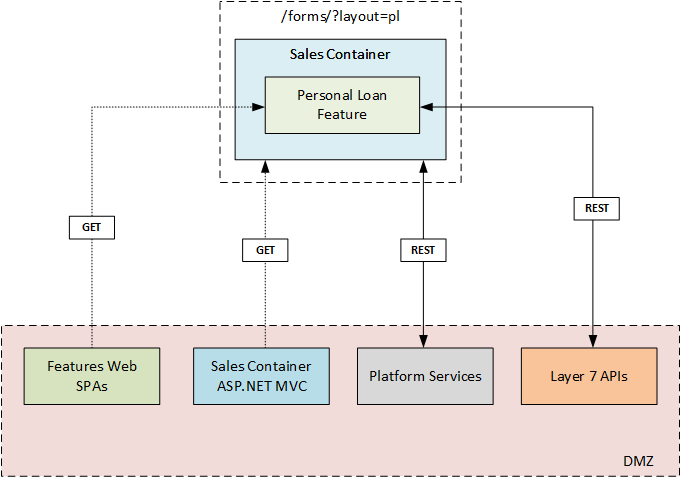 /forms/?layout=pl
Sales Container
Personal Loan
Feature
GET
GET
REST
REST
Features Web
SPAs
Sales Container
ASP.NET MVC
Platform Services
Layer 7 APIs
DMZ